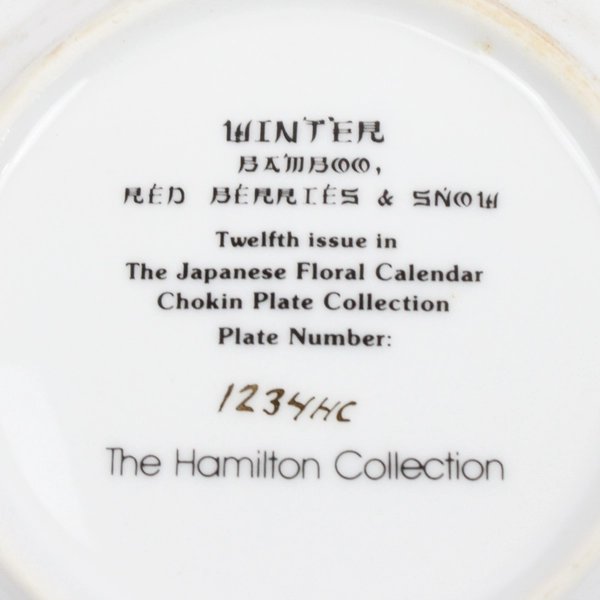 WINTER
BAMBOO,
RED BERRIES & SNOW
Twelfth issue in
The Japanese Floral Calendar
Chokin Plate Collection
Plate Number:
1234HC
The Hamilton Collection